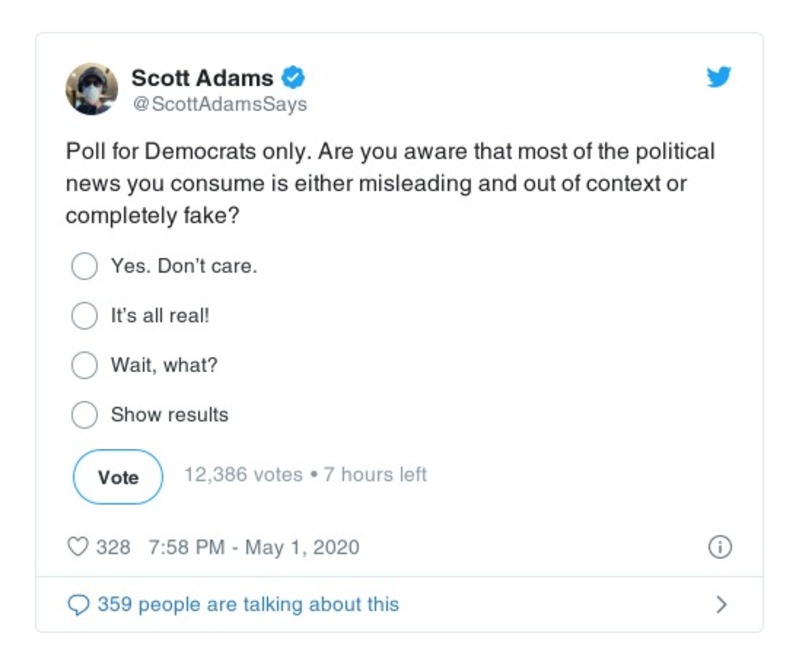 Scott Adams
@ScottAdamsSays
Poll for Democrats only. Are you aware that most of the political
news you consume is either misleading and out of context or
completely fake?
Yes. Don't care.
It's all real!
Wait, what?
Show results
Vote 12,386 votes • 7 hours left
328 7:58 PM - May 1, 2020
359 people are talking about this